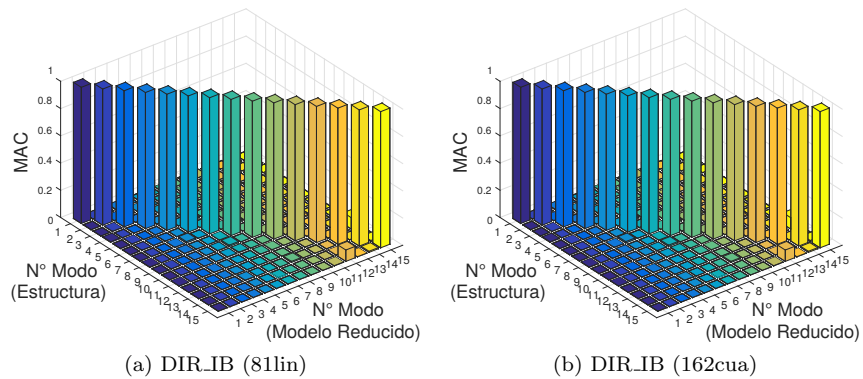 1
0.8
0.6
0.4
0.2
0
MAC
1 2 3 4 5 6 7 8 9 10 11 12 13 14 15
N° Modo
(Estructura)
1 2 3 4 5 6 7 8 9 10 11 12 13 14 15
N° Modo
(Modelo Reducido)
(a) DIR_IB (81lin)
1
0.8
0.6
0.4
0.2
0
MAC
1 2 3 4 5 6 7 8 9 10 11 12 13 14 15
N° Modo
(Estructura)
1 2 3 4 5 6 7 8 9 10 11 12 13 14 15
N° Modo
(Modelo Reducido)
(b) DIR_IB (162cua)